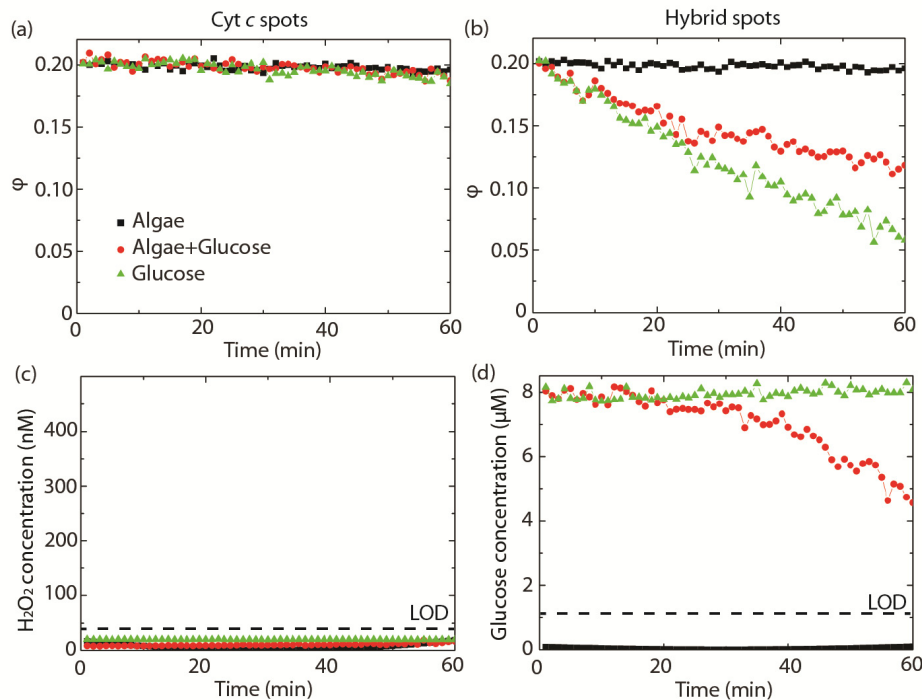 Cyt c spots
Hybrid spots
(a)
0.20
0.15
0.10
0.05
0
φ
Algae
Algae+Glucose
Glucose
20
40
60
Time (min)
(b)
0.20
0.15
0.10
0.05
0
0
20
40
60
Time (min)
(c)
400
300
200
100
50
0
H2O2 concentration (nM)
LOD
20
40
60
Time (min)
(d)
8
6
4
2
1
0
Glucose concentration (μM)
LOD
0
20
40
60
Time (min)